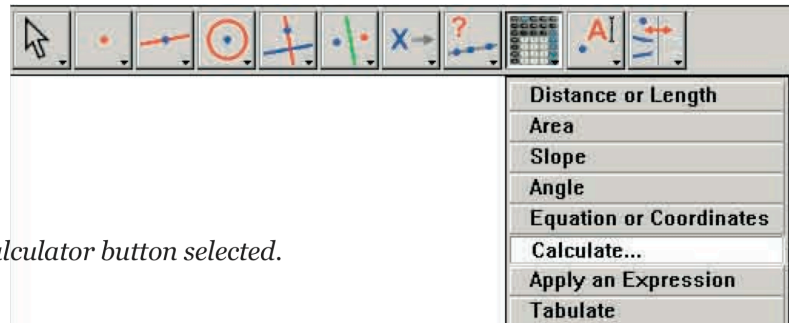 ?
A
Distance or Length
Area
Slope
Angle
Equation or Coordinates
alculator button selected.
Calculate...
Apply an Expression
Tabulate